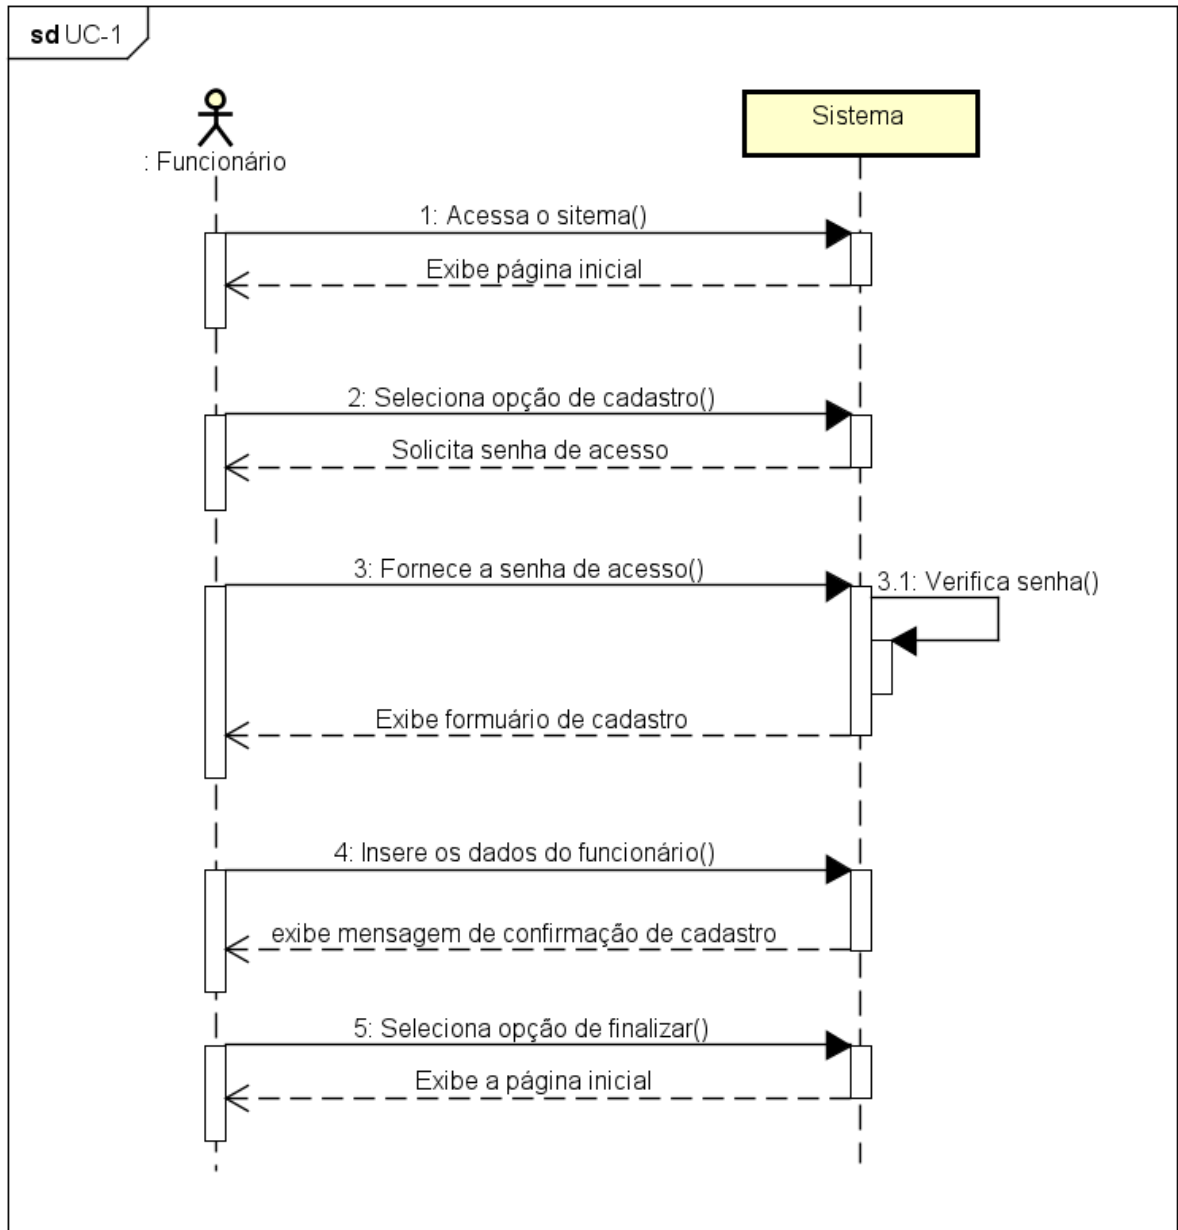 sd UC-1
Sistema
: Funcionário
1: Acessa o sitema()
Exibe página inicial
2: Seleciona opção de cadastro()
Solicita senha de acesso
3: Fornece a senha de acesso()
3.1: Verifica senha()
Exibe formuário de cadastro
4: Insere os dados do funcionário()
exibe mensagem de confirmação de cadastro
5: Seleciona opção de finalizar()
Exibe a página inicial